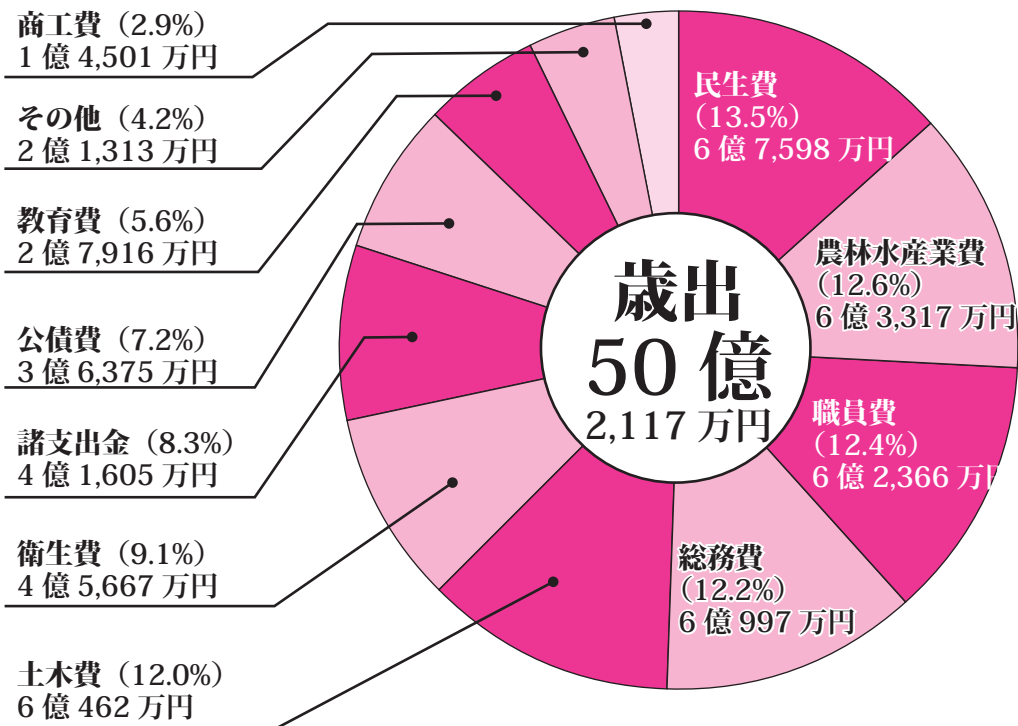 商工費（2.9%）
1 億 4,501 万円
その他（4.2%）
2 億 1,313 万円
教育費（5.6%）
2 億 7,916 万円
公債費（7.2%）
3 億 6,375 万円
諸支出金（8.3%）
4 億 1,605 万円
衛生費（9.1%）
4 億 5,667 万円
土木費（12.0%）
6 億 462 万円
民生費
（13.5%）
6 億 7,598 万円
農林水産業費
（12.6%）
6 億 3,317 万円
職員費
（12.4%）
6 億 2,366 万円
総務費
（12.2%）
6 億 997 万円
歳出
50 億
2,117 万円